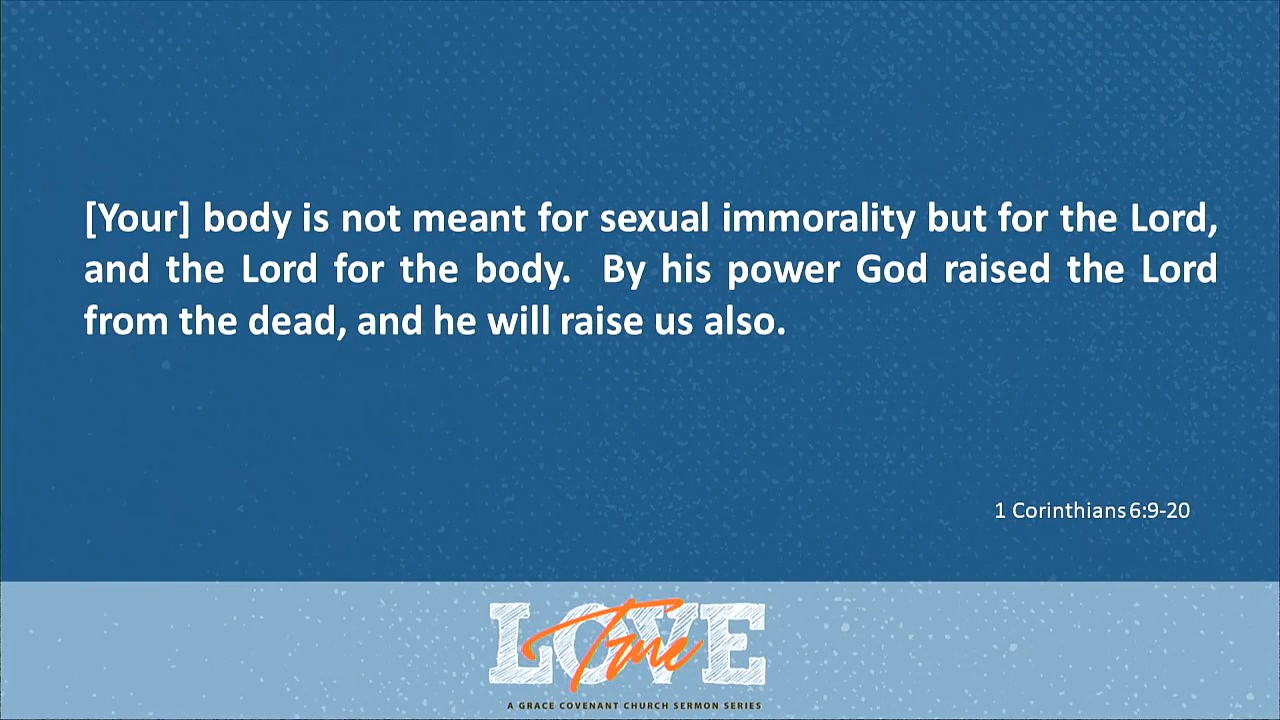 [Your] body is not meant for sexual immorality but for the Lord,
and the Lord for the body.  By his power God raised the Lord
from the dead, and he will raise us also.
1 Corinthians 6:9-20
True LOVE
A GRACE COVENANT CHURCH SERMON SERIES